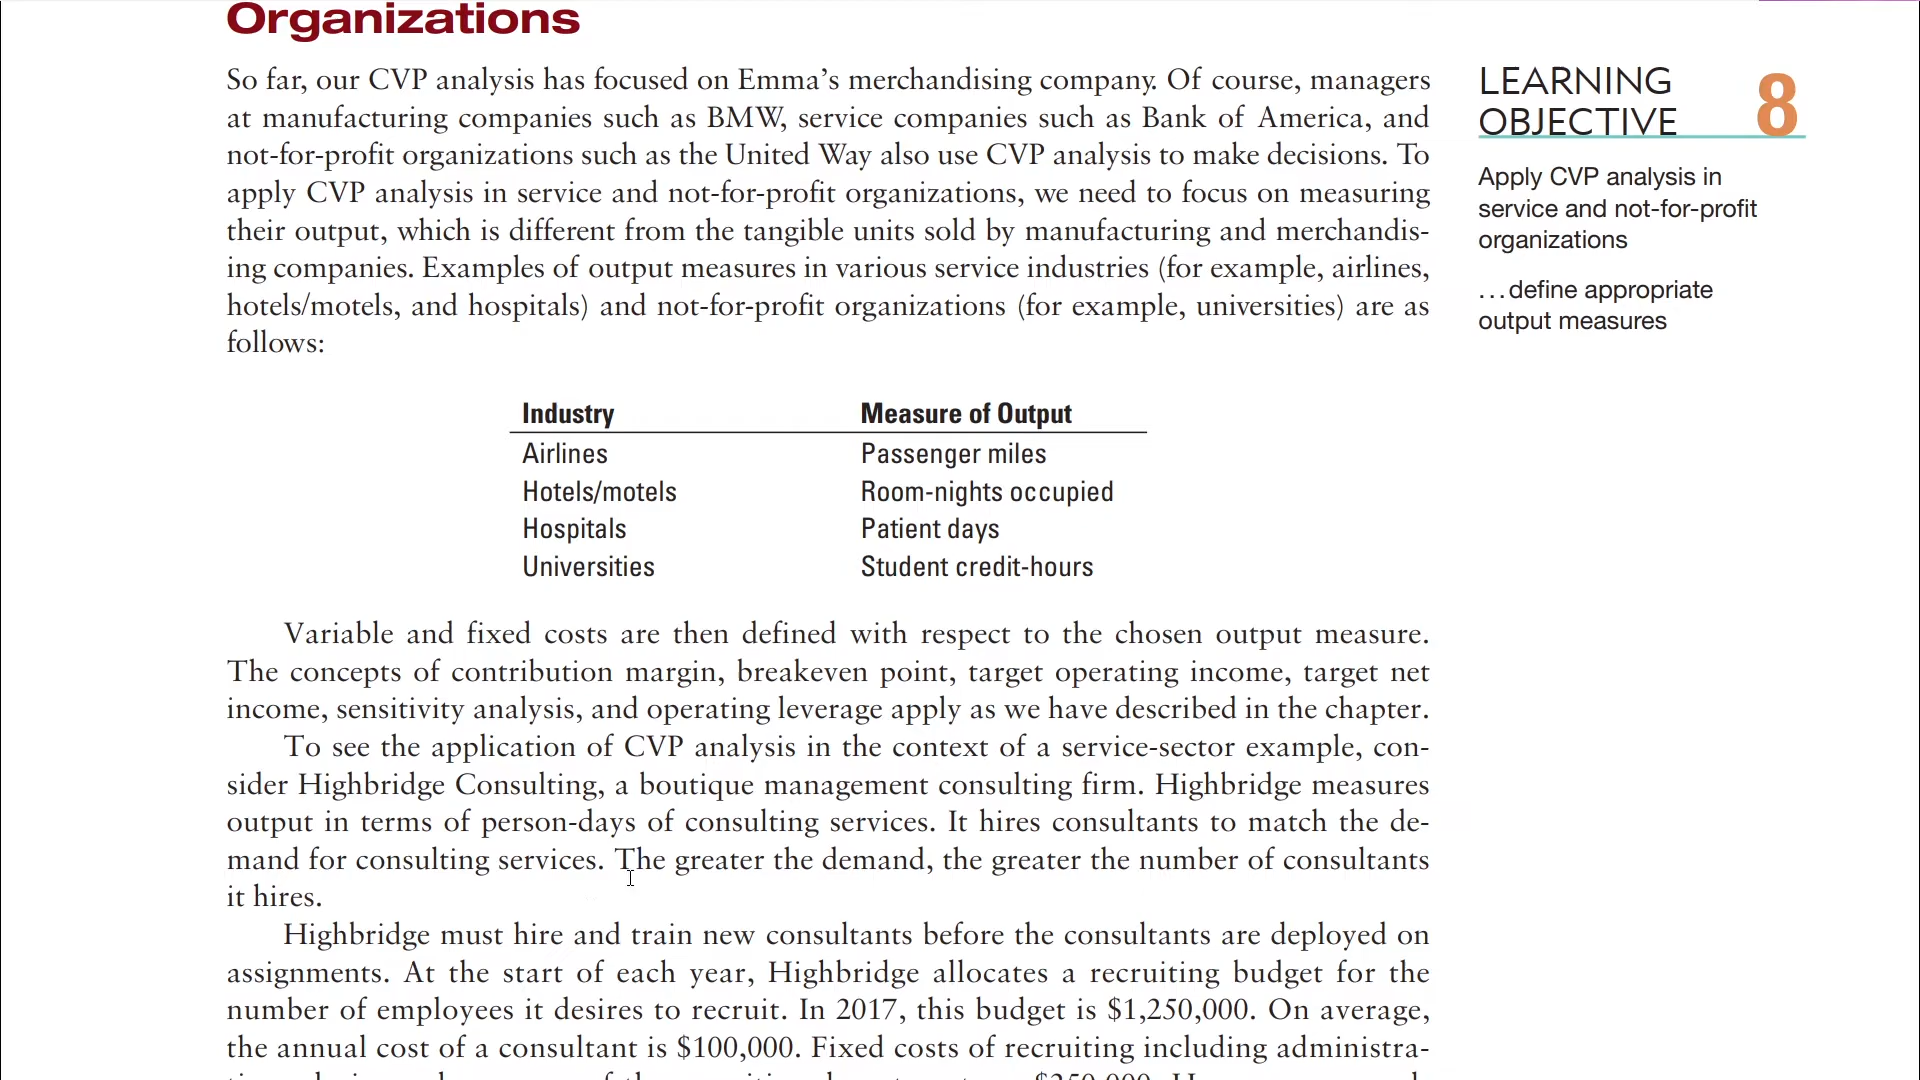 Organizations
So far, our CVP analysis has focused on Emma’s merchandising company. Of course, managers
at manufacturing companies such as BMW, service companies such as Bank of America, and
not-for-profit organizations such as the United Way also use CVP analysis to make decisions. To
apply CVP analysis in service and not-for-profit organizations, we need to focus on measuring
their output, which is different from the tangible units sold by manufacturing and merchandis-
ing companies. Examples of output measures in various service industries (for example, airlines,
hotels/motels, and hospitals) and not-for-profit organizations (for example, universities) are as
follows:
LEARNING
OBJECTIVE 8
Apply CVP analysis in
service and not-for-profit
organizations
...define appropriate
output measures
Industry Measure of Output
Airlines Passenger miles
Hotels/motels Room-nights occupied
Hospitals Patient days
Universities Student credit-hours
Variable and fixed costs are then defined with respect to the chosen output measure.
The concepts of contribution margin, breakeven point, target operating income, target net
income, sensitivity analysis, and operating leverage apply as we have described in the chapter.
To see the application of CVP analysis in the context of a service-sector example, con-
sider Highbridge Consulting, a boutique management consulting firm. Highbridge measures
output in terms of person-days of consulting services. It hires consultants to match the de-
mand for consulting services. The greater the demand, the greater the number of consultants
it hires.
Highbridge must hire and train new consultants before the consultants are deployed on
assignments. At the start of each year, Highbridge allocates a recruiting budget for the
number of employees it desires to recruit. In 2017, this budget is $1,250,000. On average,
the annual cost of a consultant is $100,000. Fixed costs of recruiting including administra-